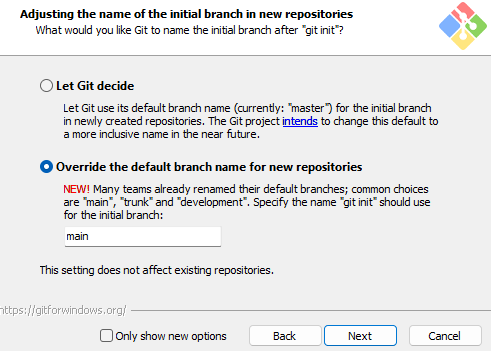 Adjusting the name of the initial branch in new repositories
What would you like Git to name the initial branch after "git init"?
Let Git decide
Let Git use its default branch name (currently: "master") for the initial branch
in newly created repositories. The Git project intends to change this default to
a more inclusive name in the near future.
Override the default branch name for new repositories
NEW! Many teams already renamed their default branches; common choices
are "main", "trunk" and "development". Specify the name "git init" should use
for the initial branch:
main
This setting does not affect existing repositories.
https://gitforwindows.org/
Only show new options
Back
Next
Cancel